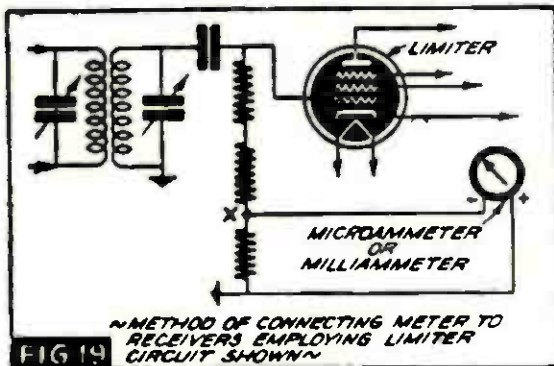 LIMITER
X
- +
MICROAMMETER
OR
MILLIAMMETER
~METHOD OF CONNECTING METER TO
RECEIVERS EMPLOYING LIMITER
CIRCUIT SHOWN~
FIG 19